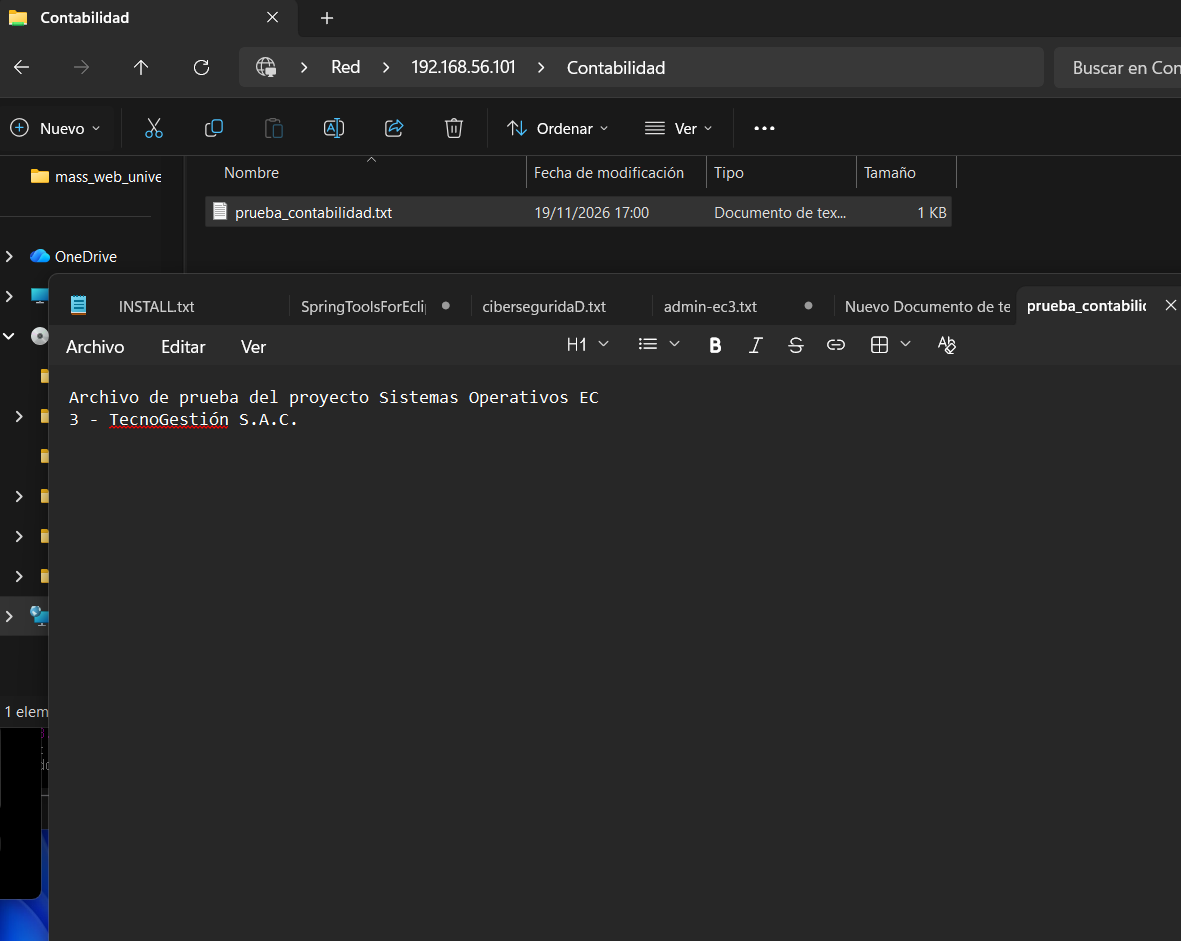 Contabilidad
Red 192.168.56.101 Contabilidad
Buscar en Con
Nuevo
Ordenar
Ver
mass_web_unive
Nombre Fecha de modificación Tipo Tamaño
prueba_contabilidad.txt 19/11/2026 17:00 Documento de tex... 1 KB
OneDrive
INSTALL.txt SpringToolsForEcli ciberseguridaD.txt admin-ec3.txt Nuevo Documento de te prueba_contabilid
Archivo Editar Ver H1 B I S
Archivo de prueba del proyecto Sistemas Operativos EC
3 - TecnoGestión S.A.C.
1 elem